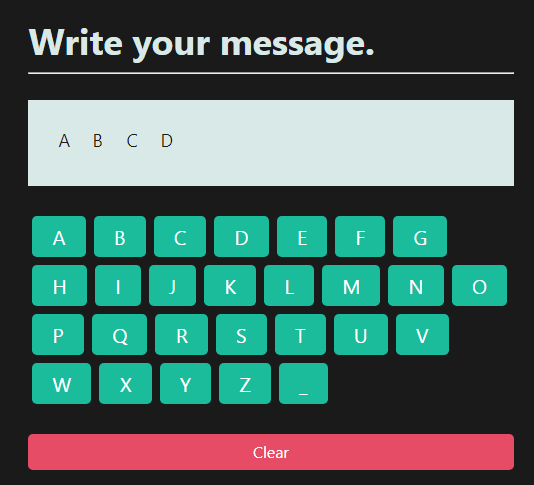 Write your message.
A B C D
A B C D E F G
H I J K L M N O
P Q R S T U V
W X Y Z _
Clear